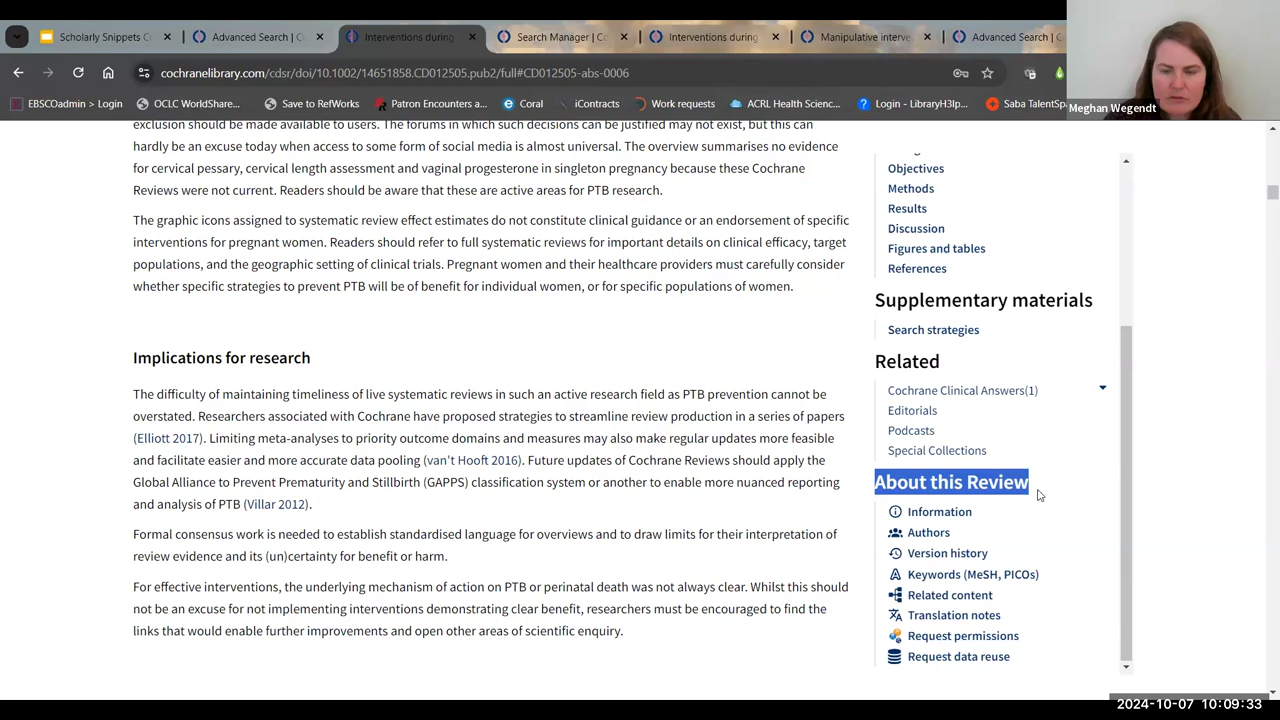 Scholarly Snippets C
Advanced Search | C
Interventions during
Search Manager | Co
Interventions during
Manipulative interve
Advanced Search | C
cochranelibrary.com/cdsr/doi/10.1002/14651858.CD012505.pub2/full#CD012505-abs-0006
EBSCOadmin > Login
OCLC WorldShare...
Save to RefWorks
Patron Encounters...
Coral
iContracts
Work requests
ACRL Health Scienc...
Login - LibraryH3lp...
Saba TalentSp
Meghan Wegendt
exclusion should be made available to users. The forums in which such decisions can be justified may not exist, but this can
hardly be an excuse today when access to some form of social media is almost universal. The overview summarises no evidence
for cervical pessary, cervical length assessment and vaginal progesterone in singleton pregnancy because these Cochrane
Reviews were not current. Readers should be aware that these are active areas for PTB research.
The graphic icons assigned to systematic review effect estimates do not constitute clinical guidance or an endorsement of specific
interventions for pregnant women. Readers should refer to full systematic reviews for important details on clinical efficacy, target
populations, and the geographic setting of clinical trials. Pregnant women and their healthcare providers must carefully consider
whether specific strategies to prevent PTB will be of benefit for individual women, or for specific populations of women.
Implications for research
The difficulty of maintaining timeliness of live systematic reviews in such an active research field as PTB prevention cannot be
overstated. Researchers associated with Cochrane have proposed strategies to streamline review production in a series of papers
(Elliott 2017). Limiting meta-analyses to priority outcome domains and measures may also make regular updates more feasible
and facilitate easier and more accurate data pooling (van't Hooft 2016). Future updates of Cochrane Reviews should apply the
Global Alliance to Prevent Prematurity and Stillbirth (GAPPS) classification system or another to enable more nuanced reporting
and analysis of PTB (Villar 2012).
Formal consensus work is needed to establish standardised language for overviews and to draw limits for their interpretation of
review evidence and its (un)certainty for benefit or harm.
For effective interventions, the underlying mechanism of action on PTB or perinatal death was not always clear. Whilst this should
not be an excuse for not implementing interventions demonstrating clear benefit, researchers must be encouraged to find the
links that would enable further improvements and open other areas of scientific enquiry.
Objectives
Methods
Results
Discussion
Figures and tables
References
Supplementary materials
Search strategies
Related
Cochrane Clinical Answers(1)
Editorials
Podcasts
Special Collections
About this Review
Information
Authors
Version history
Keywords (MeSH, PICOs)
Related content
Translation notes
Request permissions
Request data reuse
2024-10-07 10:09:33